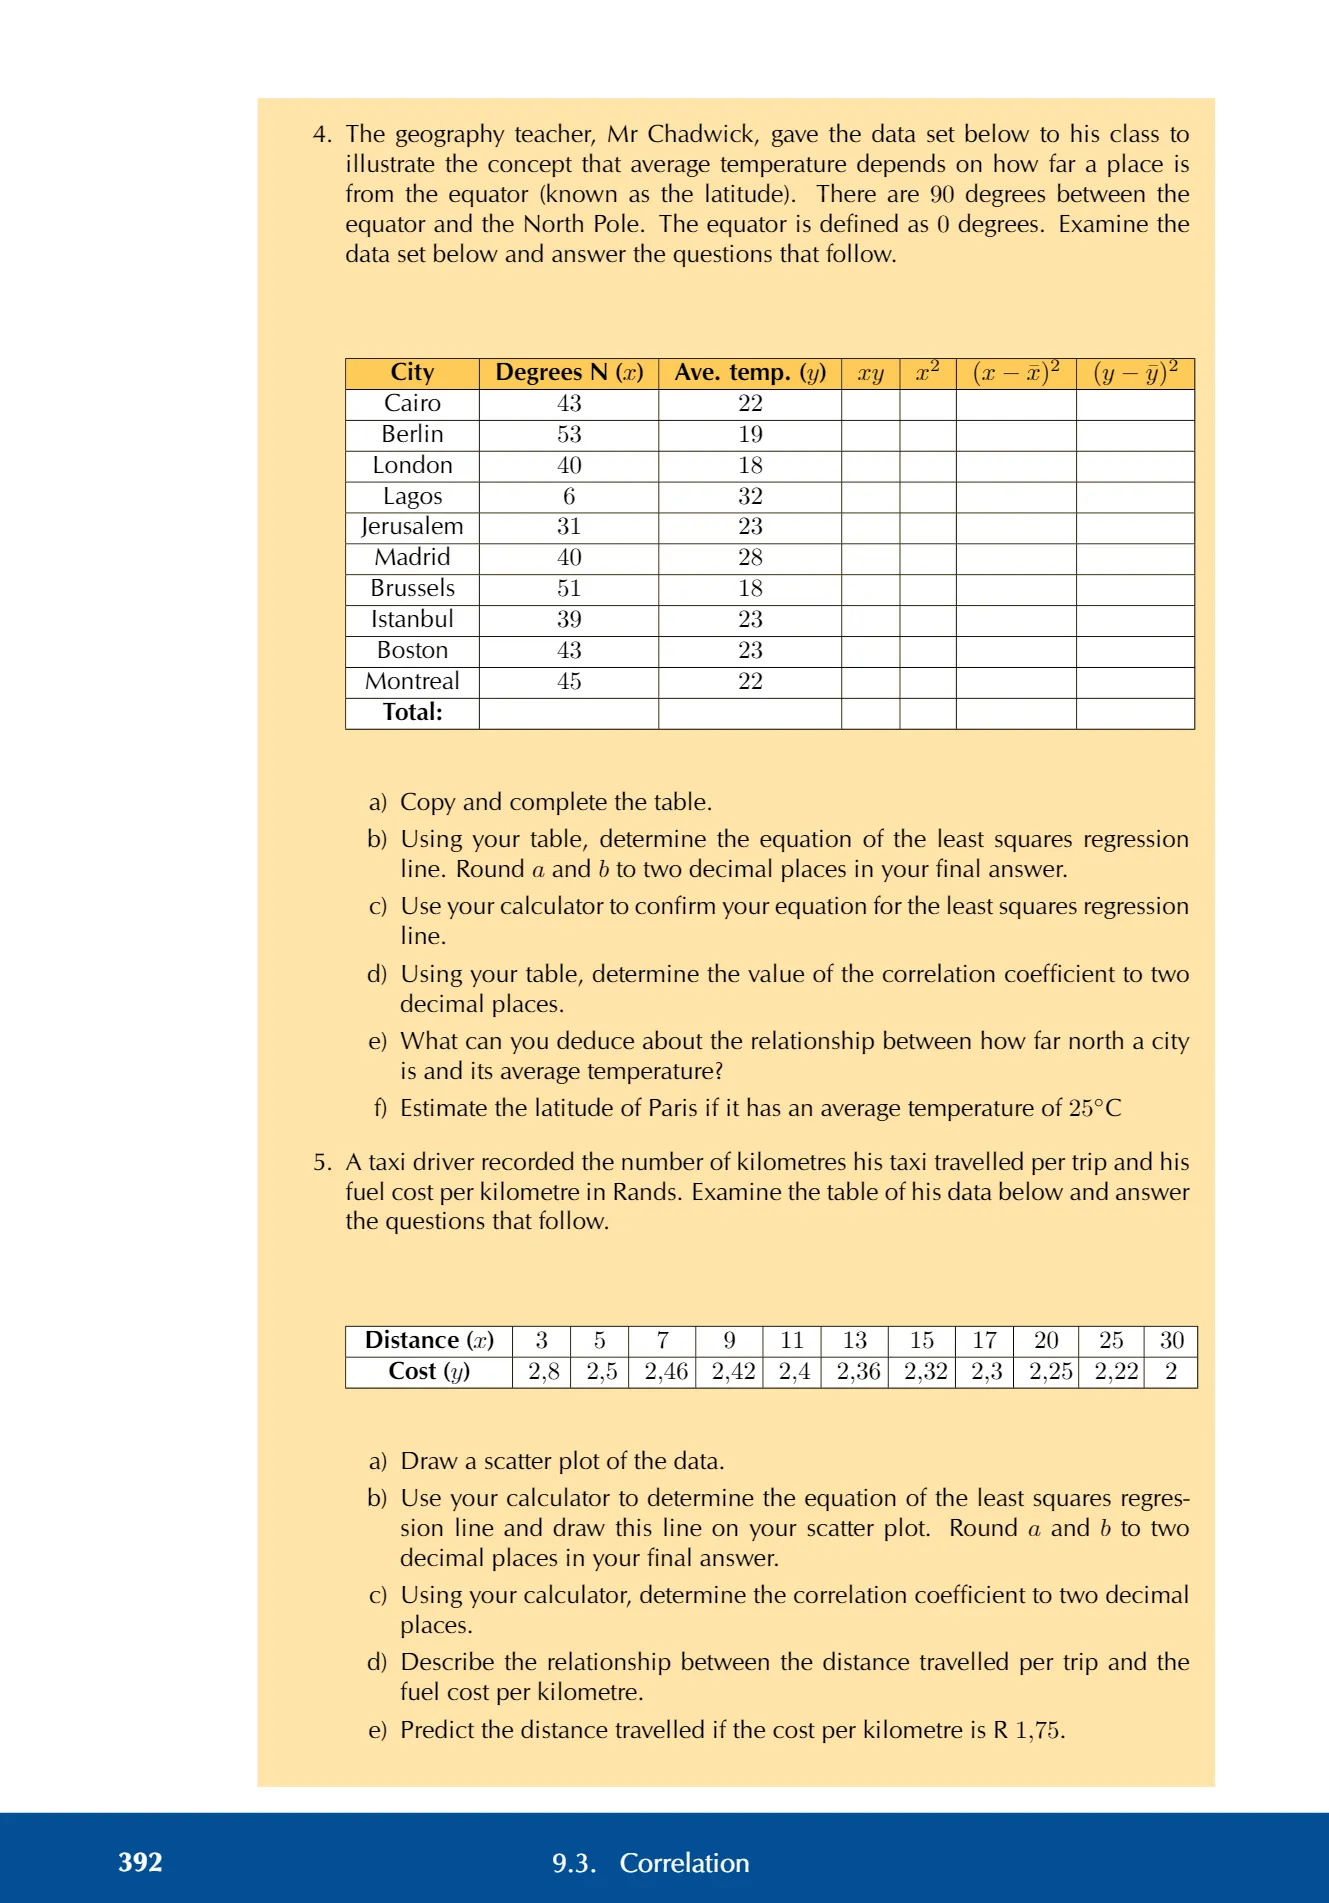 4. The geography teacher, Mr Chadwick, gave the data set below to his class to
illustrate the concept that average temperature depends on how far a place is
from the equator (known as the latitude). There are 90 degrees between the
equator and the North Pole. The equator is defined as 0 degrees. Examine the
data set below and answer the questions that follow.
City Degrees N (x) Ave. temp. (y) xy x² (x − x̄)² (y − ȳ)²
Cairo 43 22
Berlin 53 19
London 40 18
Lagos 6 32
Jerusalem 31 23
Madrid 40 28
Brussels 51 18
Istanbul 39 23
Boston 43 23
Montreal 45 22
Total:
a) Copy and complete the table.
b) Using your table, determine the equation of the least squares regression
line. Round a and b to two decimal places in your final answer.
c) Use your calculator to confirm your equation for the least squares regression
line.
d) Using your table, determine the value of the correlation coefficient to two
decimal places.
e) What can you deduce about the relationship between how far north a city
is and its average temperature?
f) Estimate the latitude of Paris if it has an average temperature of 25°C
5. A taxi driver recorded the number of kilometres his taxi travelled per trip and his
fuel cost per kilometre in Rands. Examine the table of his data below and answer
the questions that follow.
Distance (x) 3 5 7 9 11 13 15 17 20 25 30
Cost (y) 2,8 2,5 2,46 2,42 2,4 2,36 2,32 2,3 2,25 2,22 2
a) Draw a scatter plot of the data.
b) Use your calculator to determine the equation of the least squares regres-
sion line and draw this line on your scatter plot. Round a and b to two
decimal places in your final answer.
c) Using your calculator, determine the correlation coefficient to two decimal
places.
d) Describe the relationship between the distance travelled per trip and the
fuel cost per kilometre.
e) Predict the distance travelled if the cost per kilometre is R 1,75.
392 9.3. Correlation